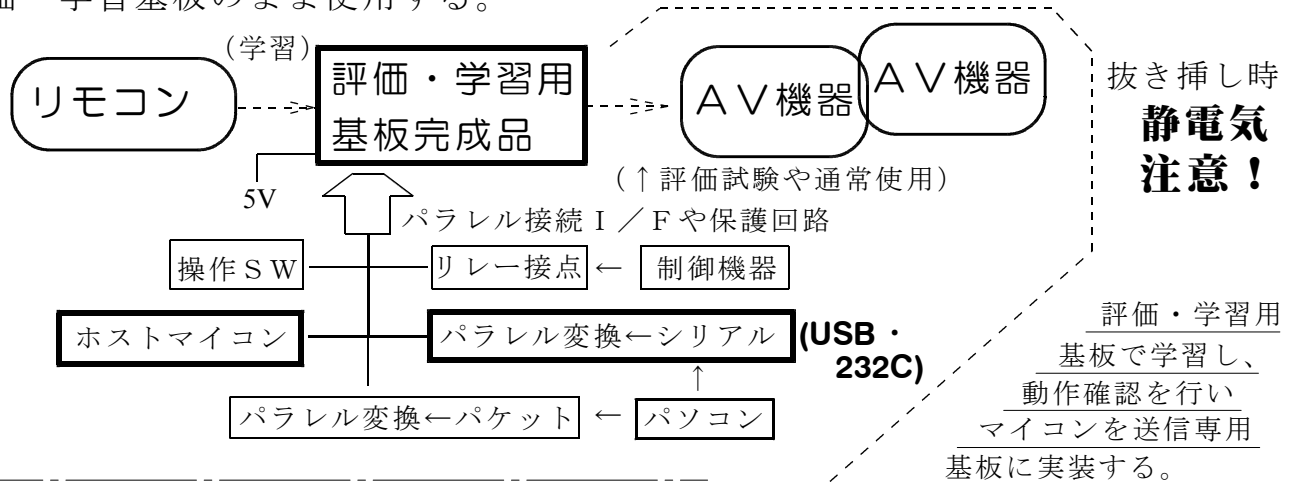 学習基板のまま使用する。
(学習)
リモコン
評価・学習用
基板完成品
AV機器
AV機器
抜き挿し時
静電気
注意！
5V
（↑評価試験や通常使用）
パラレル接続Ｉ／Ｆや保護回路
操作ＳＷ
リレー接点
←
制御機器
ホストマイコン
パラレル変換←シリアル
(USB・
232C)
↑
パラレル変換←パケット
←
パソコン
評価・学習用
基板で学習し、
動作確認を行い
マイコンを送信専用
基板に実装する。